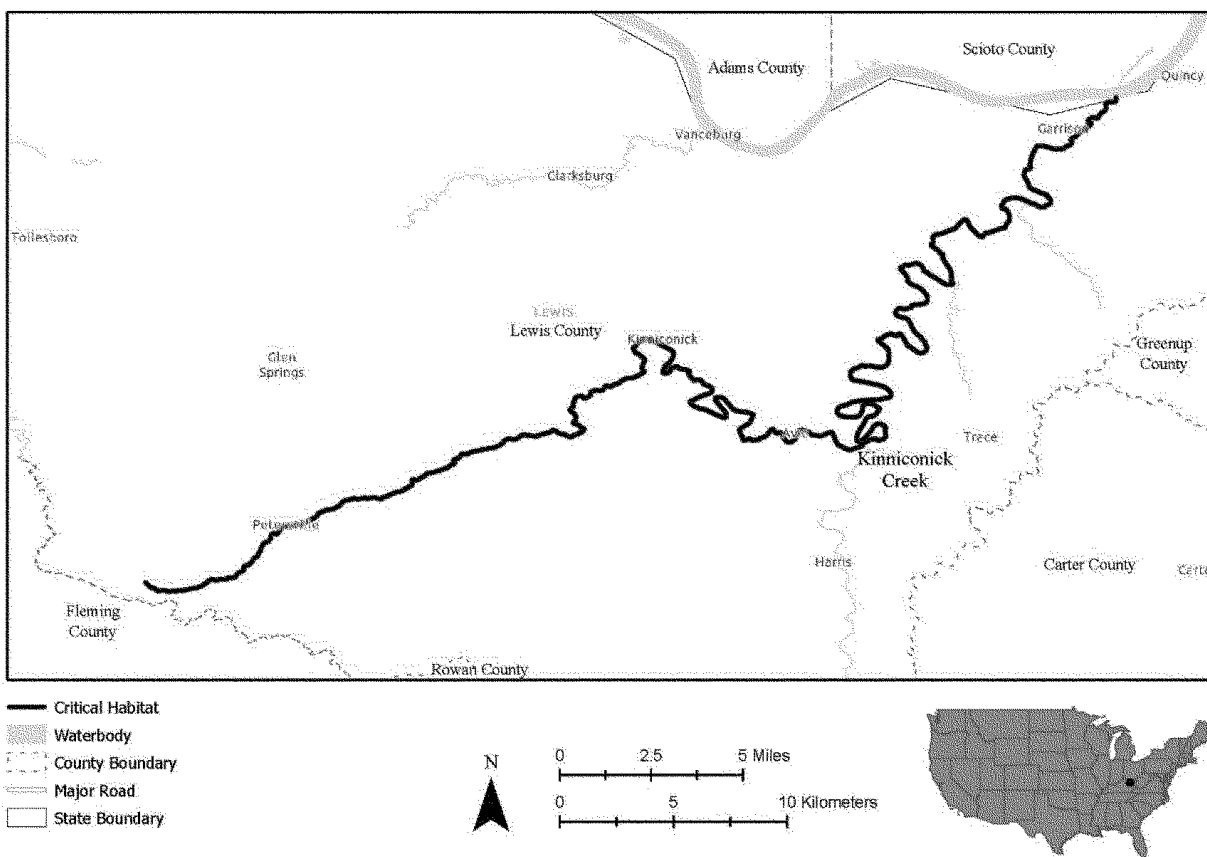 Scioto County
Adams County
Quincy
Garrison
Vanceburg
Clarksburg
Tollesboro
LEWIS
Lewis County
Kinniconick
Glen
Springs
Greenup
County
Trace
Kinniconick
Creek
Petersville
Harris
Carter County
Carte
Fleming
County
Rowan County
Critical Habitat
Waterbody
County Boundary
Major Road
State Boundary
N
0 2.5 5 Miles
0 5 10 Kilometers